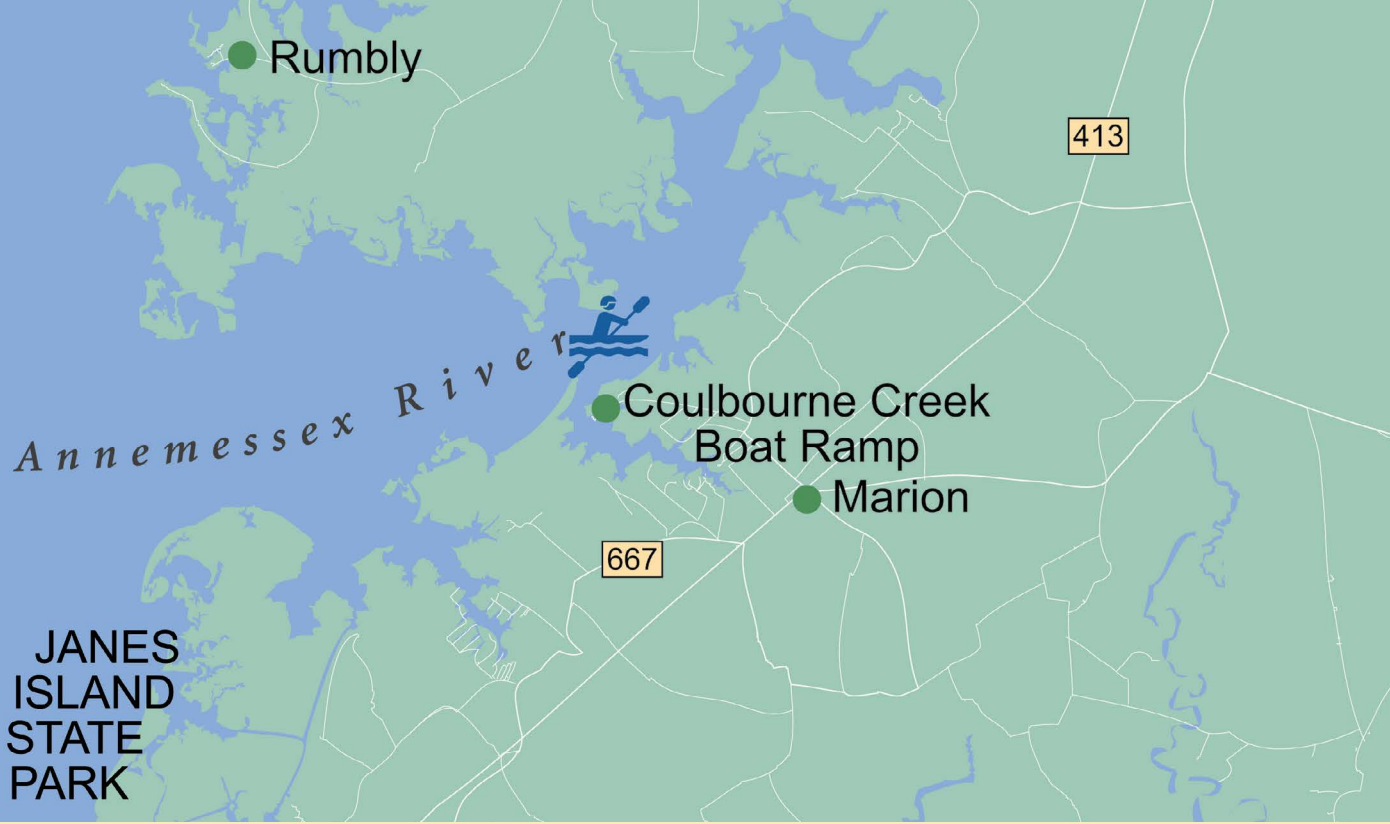 Rumbly
413
Annemessex River
Coulbourne Creek
Boat Ramp
Marion
667
JANES
ISLAND
STATE
PARK